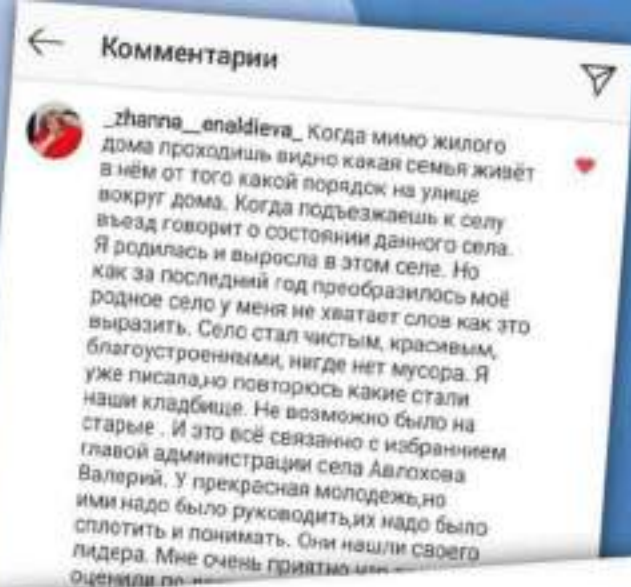 Комментарии
_zhanna__enaldieva_ Когда мимо жилого
дома проходишь видно какая семья живёт
в нём от того какой порядок на улице
вокруг дома. Когда подъезжаешь к селу
въезд говорит о состоянии данного села.
Я родилась и выросла в этом селе. Но
как за последний год преобразилось моё
родное село у меня не хватает слов как это
выразить. Село стал чистым, красивым,
благоустроенными, нигде нет мусора. Я
уже писала,но повторюсь какие стали
наши кладбище. Не возможно было на
старые . И это всё связанно с избраннием
главой администрации села Авлохова
Валерий. У прекрасная молодежь,но
ими надо было руководить,их надо было
сплотить и понимать. Они нашли своего
лидера. Мне очень приятно что
оценили по